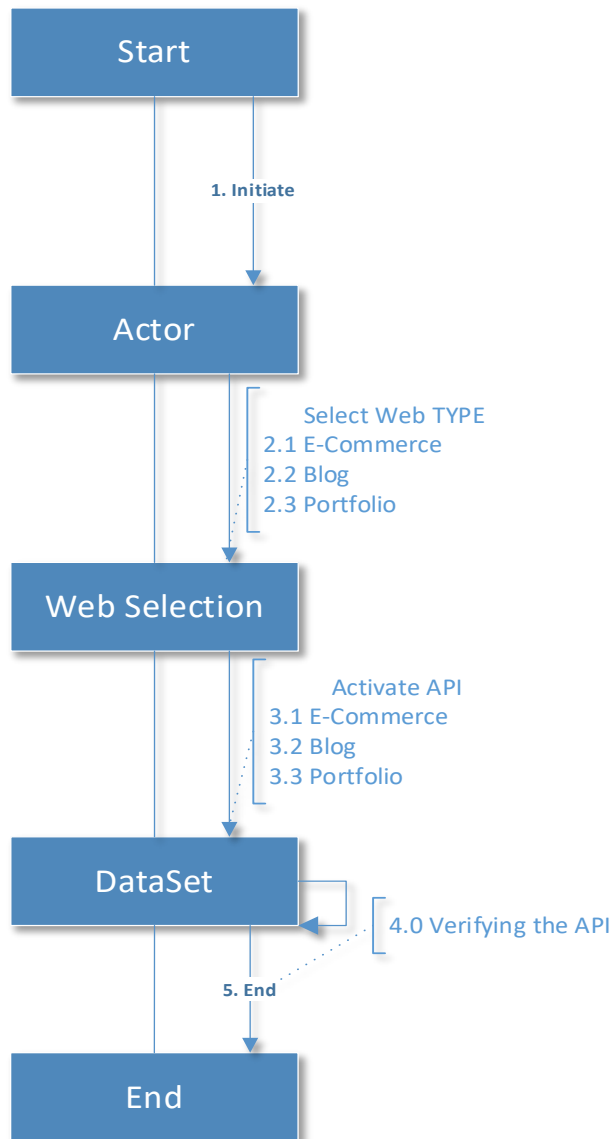 Start
1. Initiate
Actor
Select Web TYPE
2.1 E-Commerce
2.2 Blog
2.3 Portfolio
Web Selection
Activate API
3.1 E-Commerce
3.2 Blog
3.3 Portfolio
DataSet
4.0 Verifying the API
5. End
End